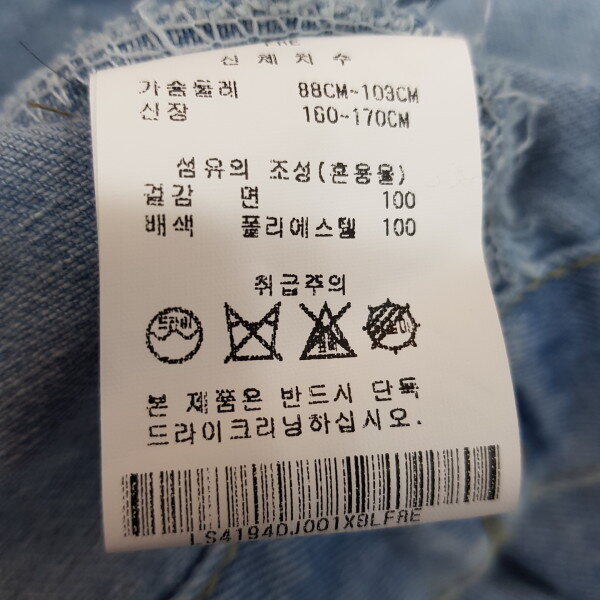 FRE
신 체 치 수
가슴둘레 88CM~103CM
신장 160~170CM
섬유의 조성(혼용율)
겉감 면 100
배색 폴리에스텔 100
취급주의
드라이
본 제품은 반드시 단독
드라이크리닝하십시오.
LS4194DJ001X9LFRE